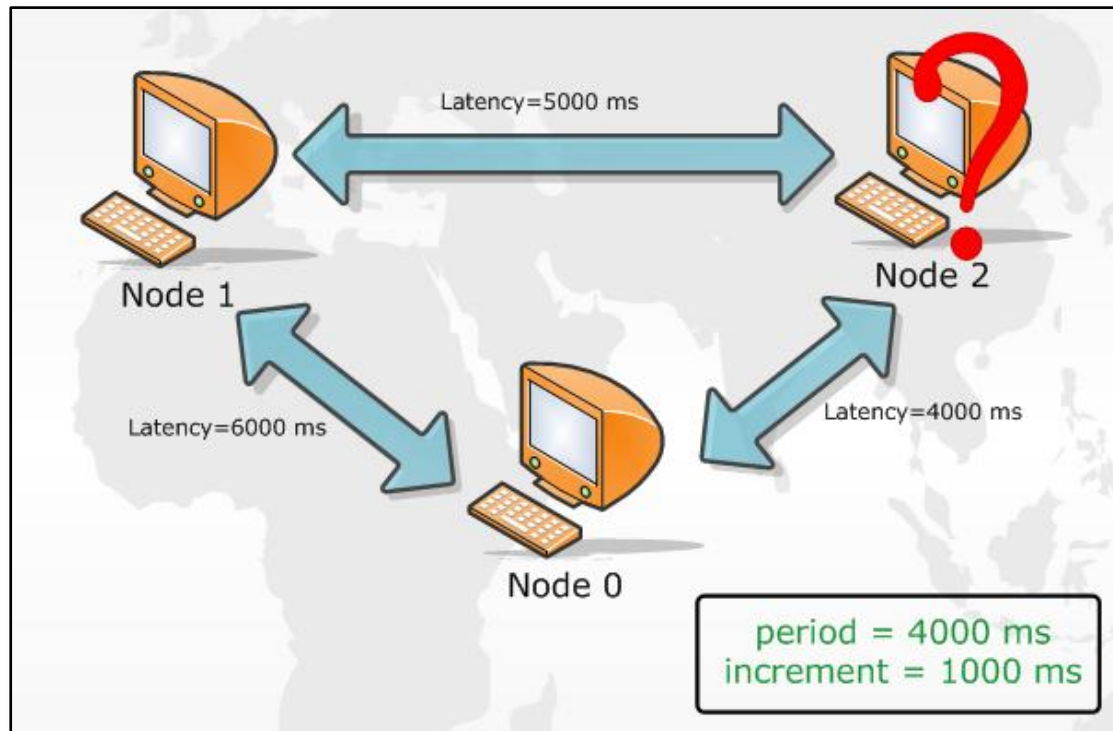 Latency=5000 ms
Node 1
Node 2
Latency=6000 ms
Latency=4000 ms
Node 0
period = 4000 ms
increment = 1000 ms